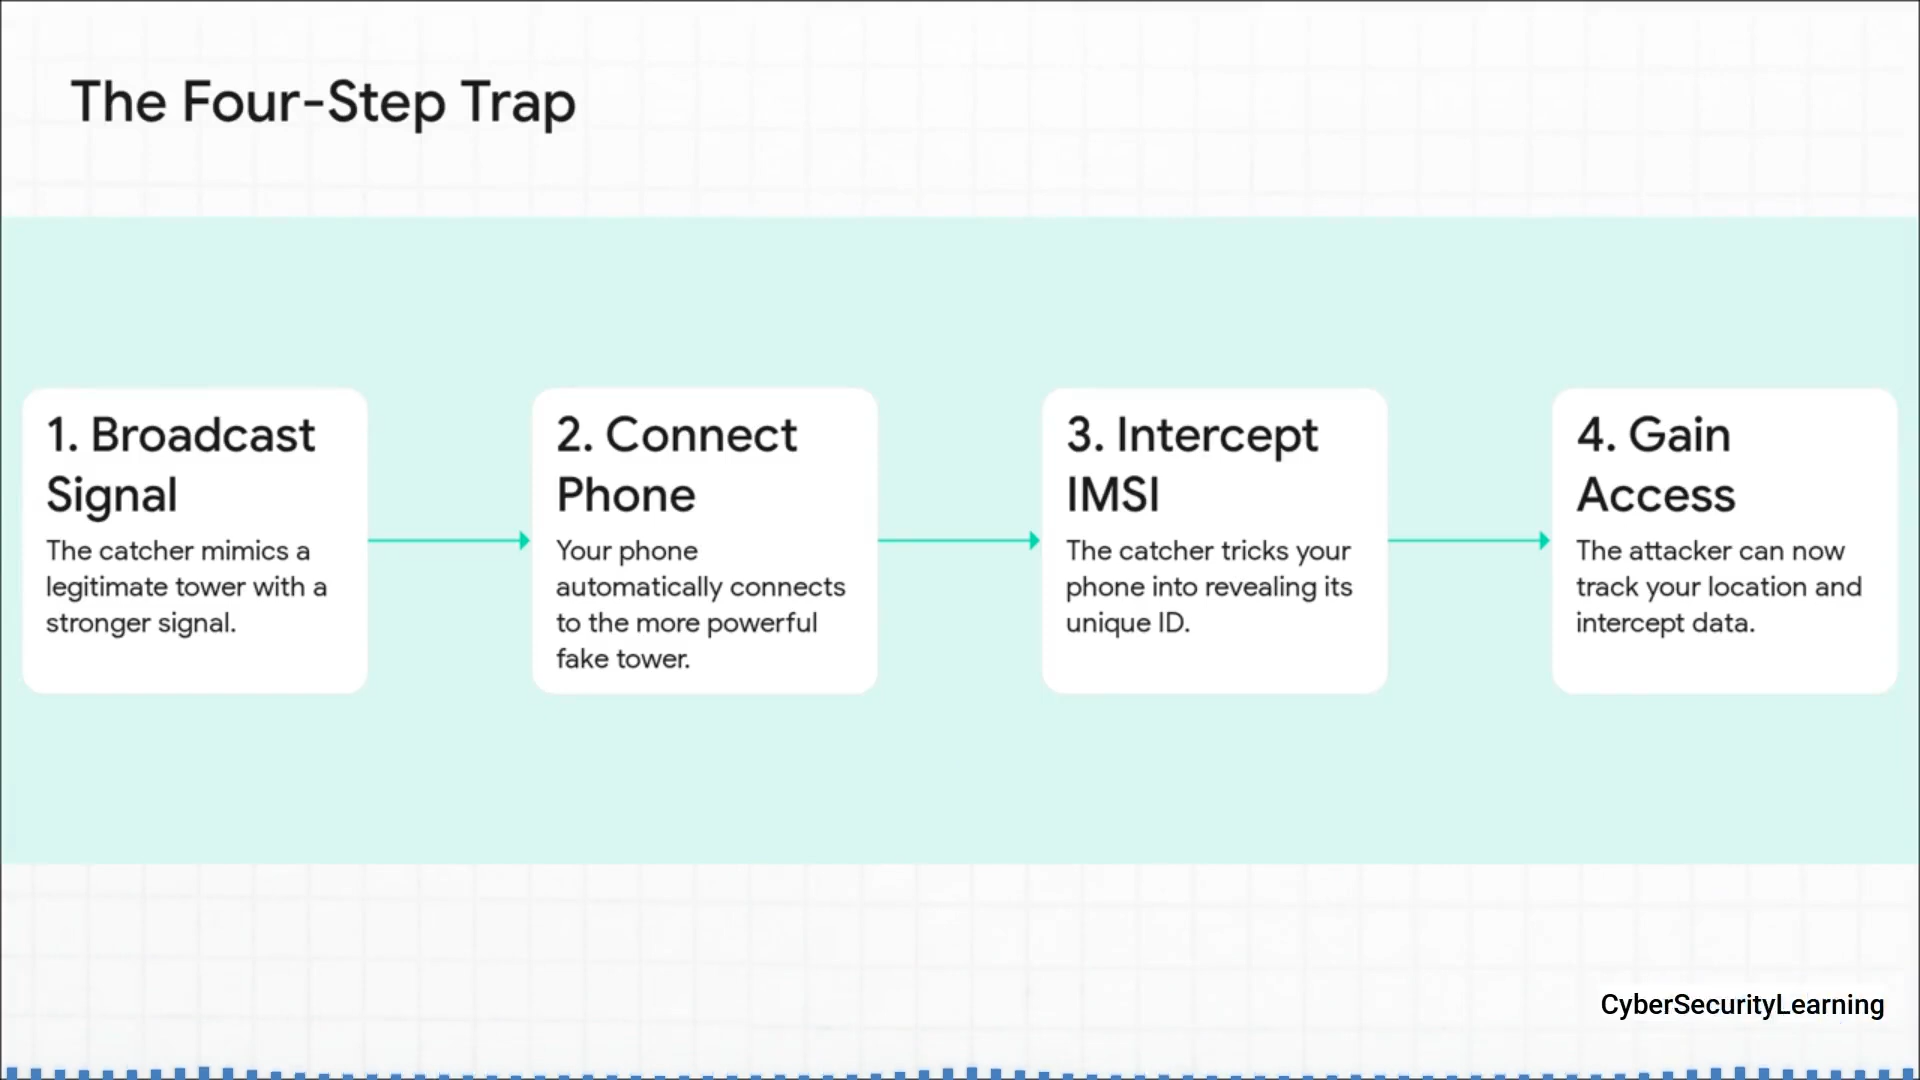 The Four-Step Trap
1. Broadcast
Signal
The catcher mimics a
legitimate tower with a
stronger signal.
2. Connect
Phone
Your phone
automatically connects
to the more powerful
fake tower.
3. Intercept
IMSI
The catcher tricks your
phone into revealing its
unique ID.
4. Gain
Access
The attacker can now
track your location and
intercept data.
CyberSecurityLearning